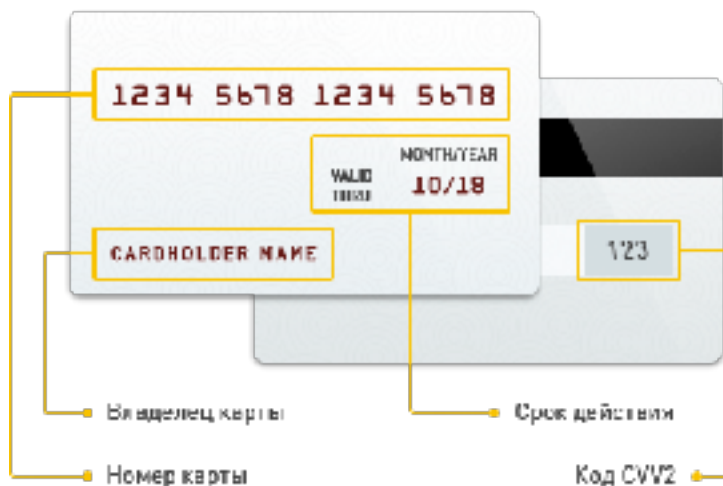 1234 5678 1234 5678
MONTH/YEAR
VALID THRU
10/18
CARDHOLDER NAME
123
Владелец карты
Срок действия
Номер карты
Код CVV2